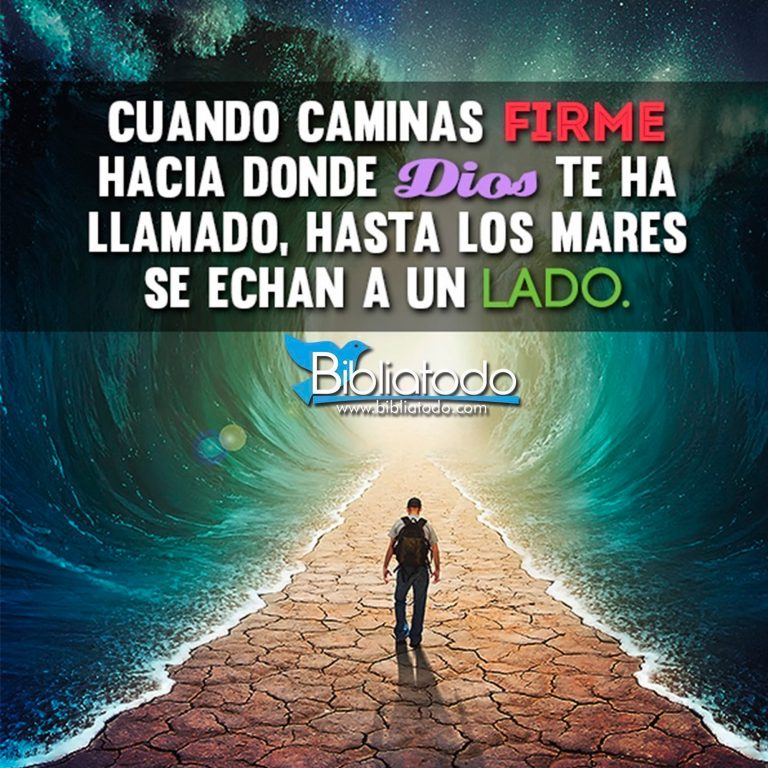 CUANDO CAMINAS FIRME
HACIA DONDE Dios TE HA
LLAMADO, HASTA LOS MARES
SE ECHAN A UN LADO.
Bibliatodo
www.bibliatodo.com